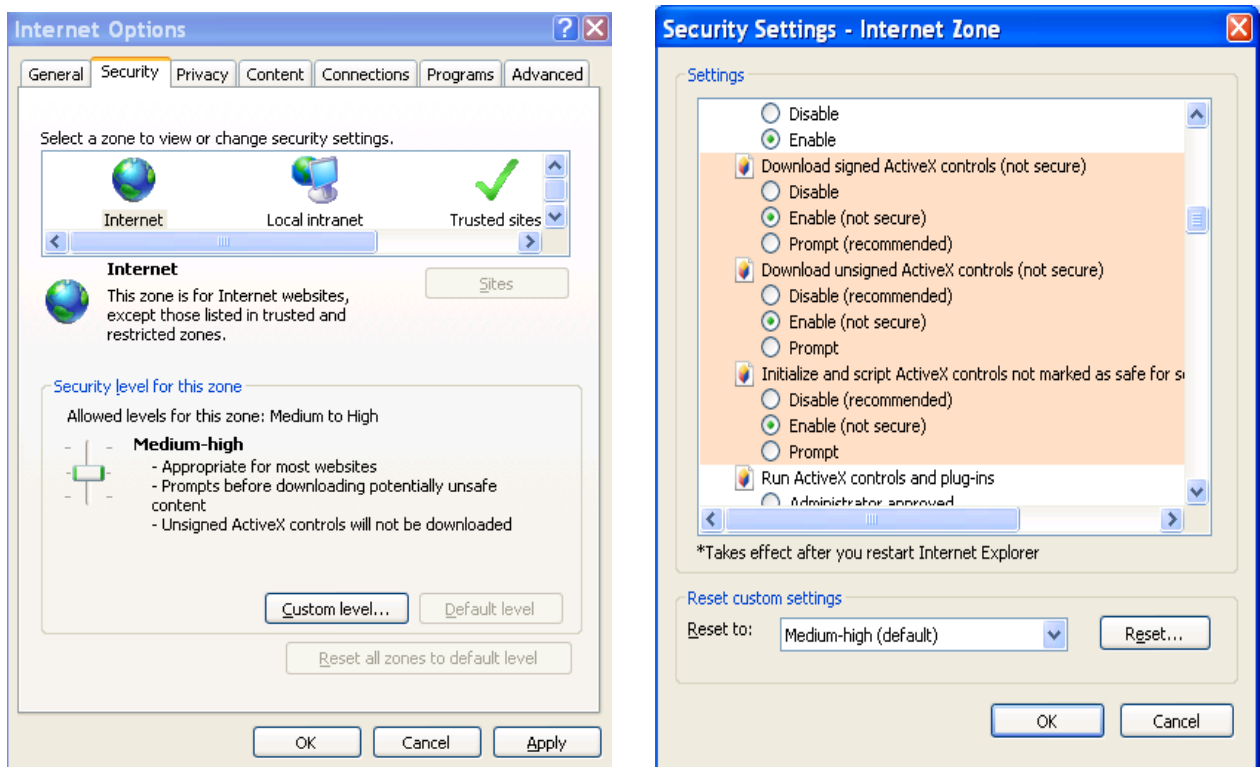 Internet Options
General Security Privacy Content Connections Programs Advanced
Select a zone to view or change security settings.
Internet Local intranet Trusted sites
Internet
Sites
This zone is for Internet websites,
except those listed in trusted and
restricted zones.
Security level for this zone
Allowed levels for this zone: Medium to High
Medium-high
- Appropriate for most websites
- Prompts before downloading potentially unsafe
content
- Unsigned ActiveX controls will not be downloaded
Custom level... Default level
Reset all zones to default level
OK Cancel Apply
Security Settings - Internet Zone
Settings
Disable
Enable
Download signed ActiveX controls (not secure)
Disable
Enable (not secure)
Prompt (recommended)
Download unsigned ActiveX controls (not secure)
Disable (recommended)
Enable (not secure)
Prompt
Initialize and script ActiveX controls not marked as safe for
Disable (recommended)
Enable (not secure)
Prompt
Run ActiveX controls and plug-ins
Administrator approved
*Takes effect after you restart Internet Explorer
Reset custom settings
Reset to: Medium-high (default) Reset...
OK Cancel